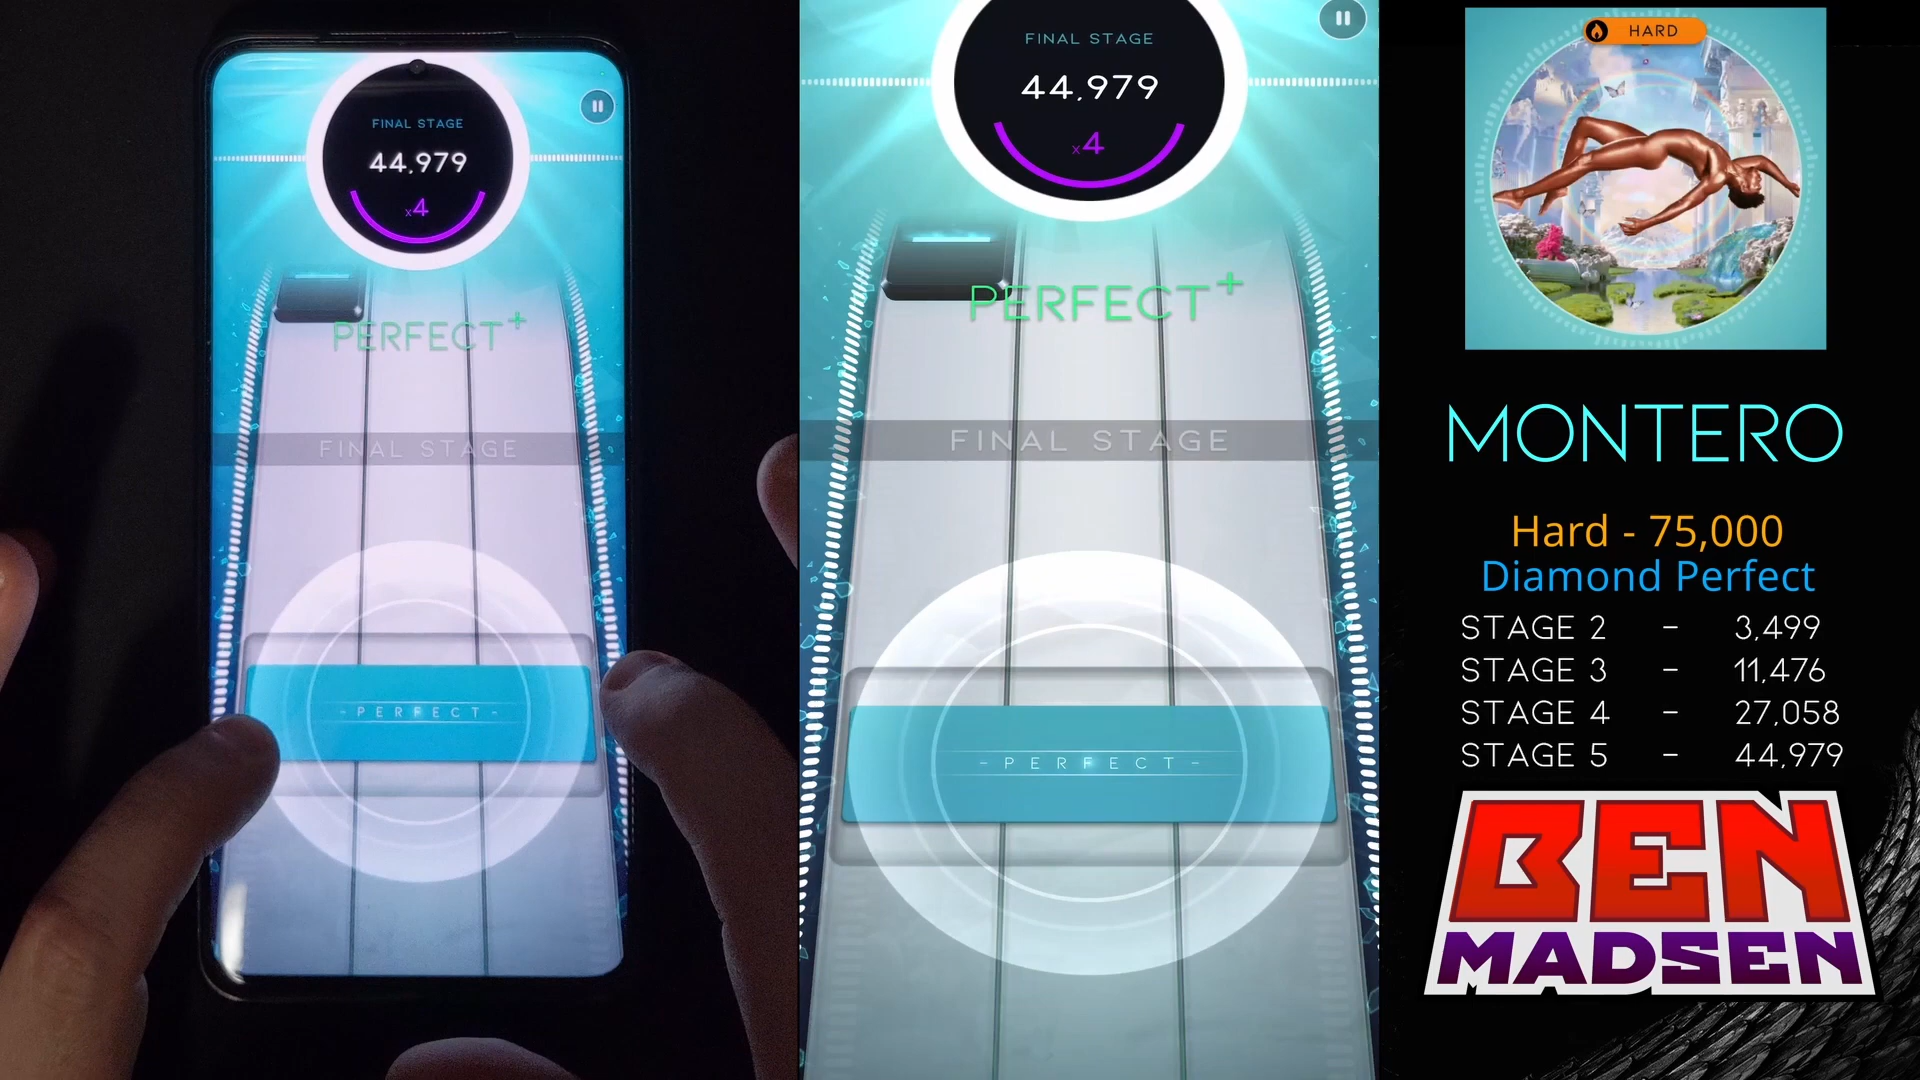 FINAL STAGE
44,979
x4
PERFECT+
FINAL STAGE
- PERFECT -
FINAL STAGE
44,979
x4
PERFECT+
FINAL STAGE
- PERFECT -
HARD
MONTERO
Hard - 75,000
Diamond Perfect
STAGE 2 - 3,499
STAGE 3 - 11,476
STAGE 4 - 27,058
STAGE 5 - 44,979
BEN
MADSEN